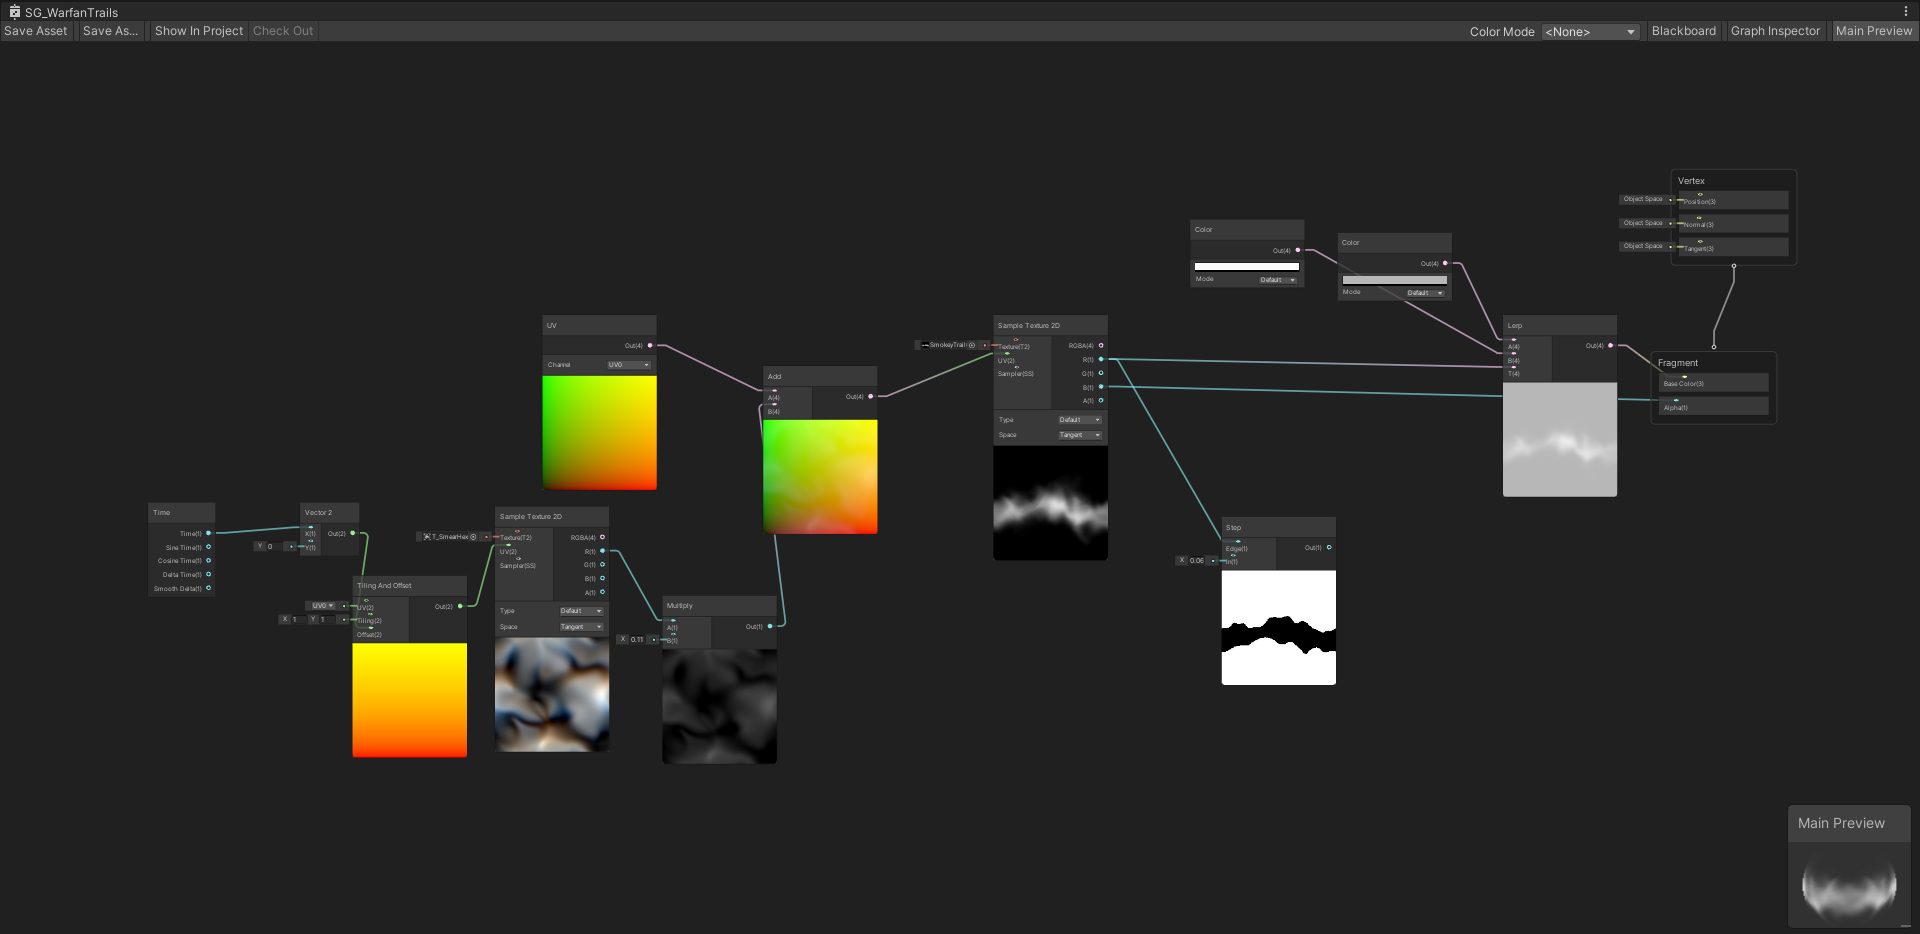 SG_WarfanTrails
Save Asset
Save As...
Show In Project
Check Out
Color Mode
<None>
Blackboard
Graph Inspector
Main Preview
Vertex
Object Space
Position(3)
Object Space
Normal(3)
Object Space
Tangent(3)
Color
Out(4)
Mode
Default
Color
Out(4)
Mode
Default
UV
Out(4)
Channel
UV0
Add
A(4)
B(4)
Out(4)
Sample Texture 2D
SmokeyTrail
Texture(T2)
UV(2)
Sampler(SS)
RGBA(4)
R(1)
G(1)
B(1)
A(1)
Type
Default
Space
Tangent
Lerp
A(4)
B(4)
T(4)
Out(4)
Fragment
Base Color(3)
Alpha(1)
Time
Time(1)
Sine Time(1)
Cosine Time(1)
Delta Time(1)
Smooth Delta(1)
Vector 2
Y 0
X(1)
Y(1)
Out(2)
Tiling And Offset
UV0
X 1 Y 1
UV(2)
Tiling(2)
Offset(2)
Out(2)
Sample Texture 2D
T_SmearHex
Texture(T2)
UV(2)
Sampler(SS)
RGBA(4)
R(1)
G(1)
B(1)
A(1)
Type
Default
Space
Tangent
Multiply
X 0.11
A(1)
B(1)
Out(1)
Step
X 0.06
Edge(1)
In(1)
Out(1)
Main Preview